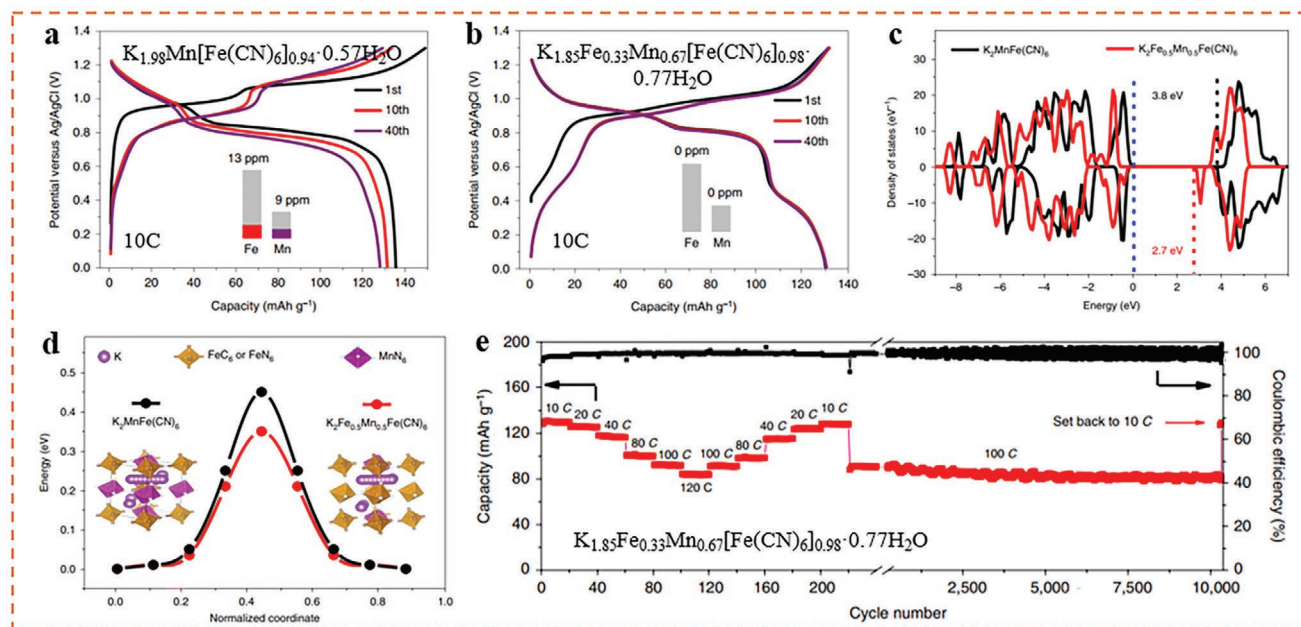 a
K1.98Mn[Fe(CN)6]0.94·0.57H2O
1st
10th
40th
13 ppm
9 ppm
Fe
Mn
10C
Potential versus Ag/AgCl (V)
1.4
1.2
1.0
0.8
0.6
0.4
0.2
0.0
0 20 40 60 80 100 120 140
Capacity (mAh g−1)
b
K1.85Fe0.33Mn0.67[Fe(CN)6]0.98·
0.77H2O
1st
10th
40th
0 ppm
0 ppm
Fe
Mn
10C
Potential versus Ag/AgCl (V)
1.4
1.2
1.0
0.8
0.6
0.4
0.2
0.0
0 20 40 60 80 100 120 140
Capacity (mAh g−1)
c
K2MnFe(CN)6
K2Fe0.5Mn0.5Fe(CN)6
3.8 eV
2.7 eV
Density of states (eV−1)
30
20
10
0
−10
−20
−30
−8 −6 −4 −2 0 2 4 6
Energy (eV)
d
K
FeC6 or FeN6
MnN6
K2MnFe(CN)6
K2Fe0.5Mn0.5Fe(CN)6
Energy (eV)
0.5
0.4
0.3
0.2
0.1
0.0
0.0 0.2 0.4 0.6 0.8 1.0
Normalized coordinate
e
10 C
20 C
40 C
80 C
100 C
120 C
100 C
80 C
40 C
20 C
10 C
100 C
Set back to 10 C
K1.85Fe0.33Mn0.67[Fe(CN)6]0.98·0.77H2O
Capacity (mAh g−1)
200
160
120
80
40
0
100
80
60
40
20
0
Coulombic efficiency (%)
0 40 80 120 160 200 2,500 5,000 7,500 10,000
Cycle number